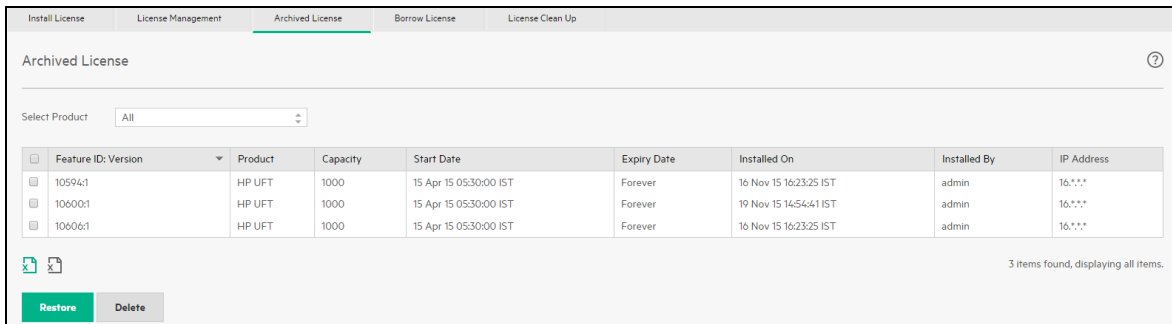 Install License License Management Archived License Borrow License License Clean Up
Archived License
?
Select Product All
Feature ID: Version Product Capacity Start Date Expiry Date Installed On Installed By IP Address
10594:1 HP UFT 1000 15 Apr 15 05:30:00 IST Forever 16 Nov 15 16:23:25 IST admin 16.*.*.*
10600:1 HP UFT 1000 15 Apr 15 05:30:00 IST Forever 19 Nov 15 14:54:41 IST admin 16.*.*.*
10606:1 HP UFT 1000 15 Apr 15 05:30:00 IST Forever 16 Nov 15 16:23:25 IST admin 16.*.*.*
X X 3 items found, displaying all items.
Restore Delete